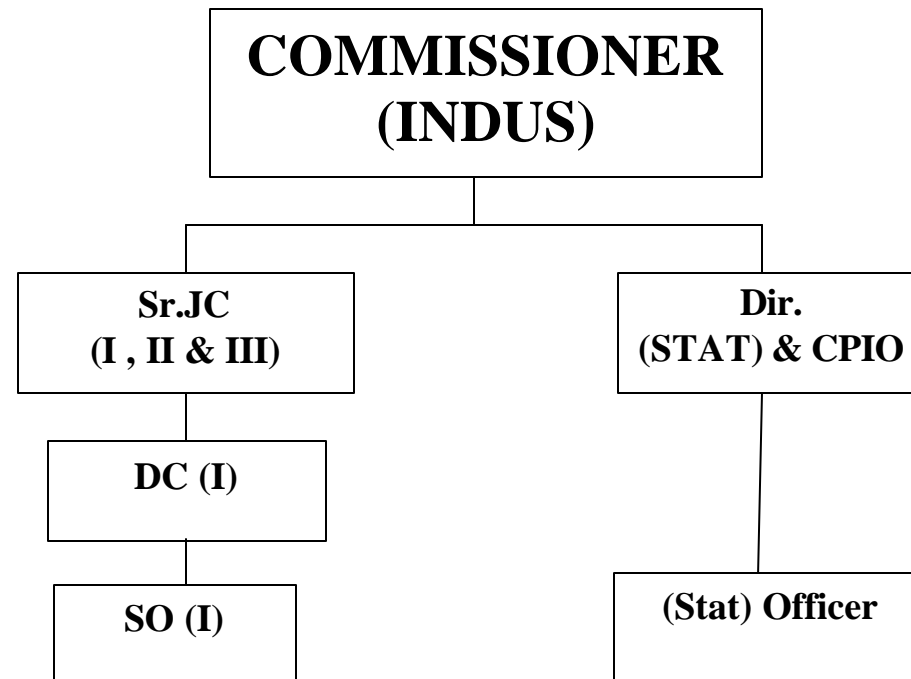 COMMISSIONER
(INDUS)
Sr.JC
(I , II & III)
Dir.
(STAT) & CPIO
DC (I)
SO (I)
(Stat) Officer